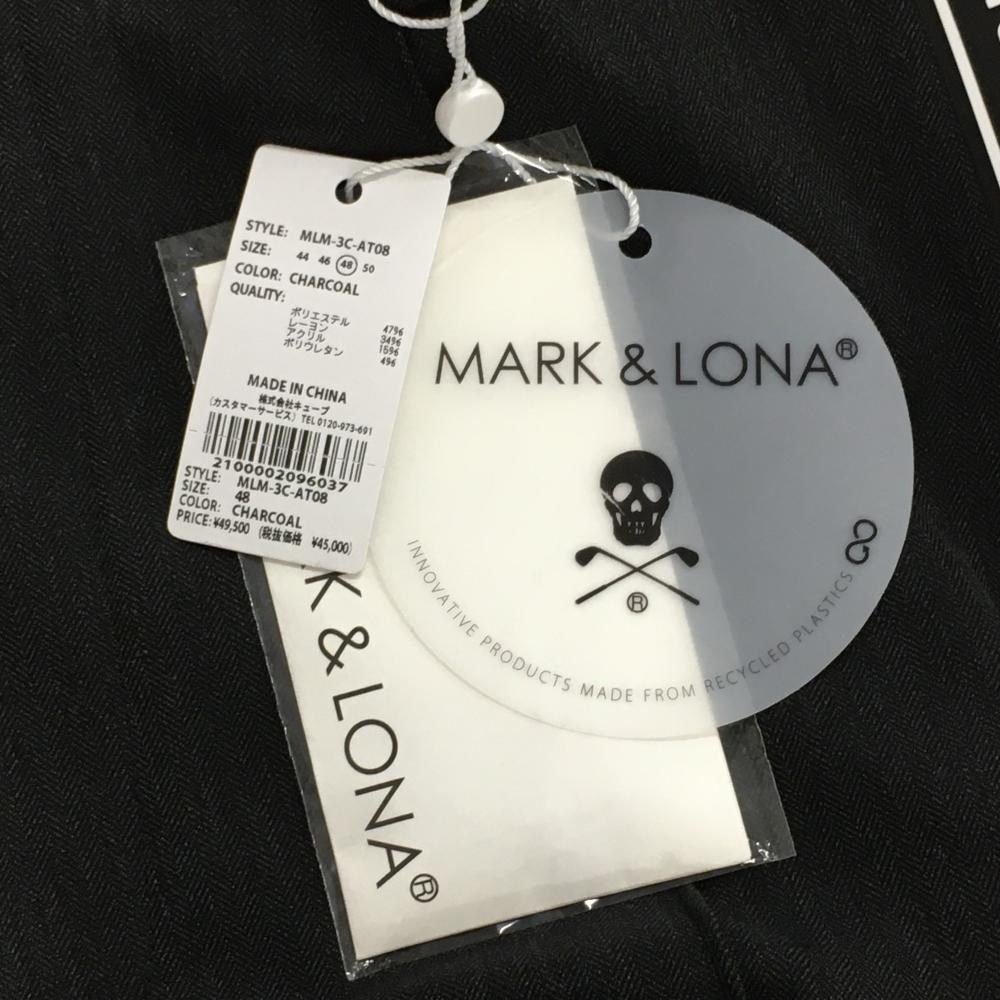 STYLE: MLM-3C-AT08
SIZE: 44 46 48 50
COLOR: CHARCOAL
QUALITY:
ポリエステル 47%
レーヨン 34%
アクリル 15%
ポリウレタン 4%
MADE IN CHINA
株式会社キューブ
(カスタマーサービス) TEL 0120-973-691
2100002096037
STYLE: MLM-3C-AT08
SIZE: 48
COLOR: CHARCOAL
PRICE: ¥49,500 (税抜価格 ¥45,000)
MARK & LONA®
®
INNOVATIVE PRODUCTS MADE FROM RECYCLED PLASTICS
K & LONA®